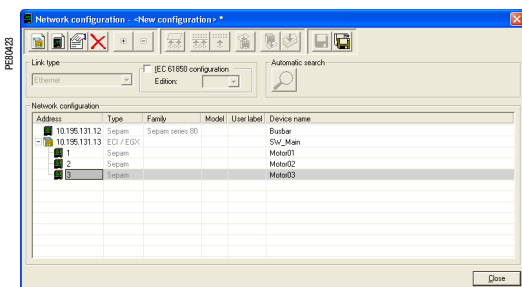 Network configuration - <New configuration> *
PE80423
Link type
Ethernet
IEC 61850 configuration
Edition:
Automatic search
Network configuration
Address Type Family Model User label Device name
10.195.131.12 Sepam Sepam series 80 Busbar
10.195.131.13 ECI / EGX SW_Main
1 Sepam Motor01
2 Sepam Motor02
3 Sepam Motor03
Close